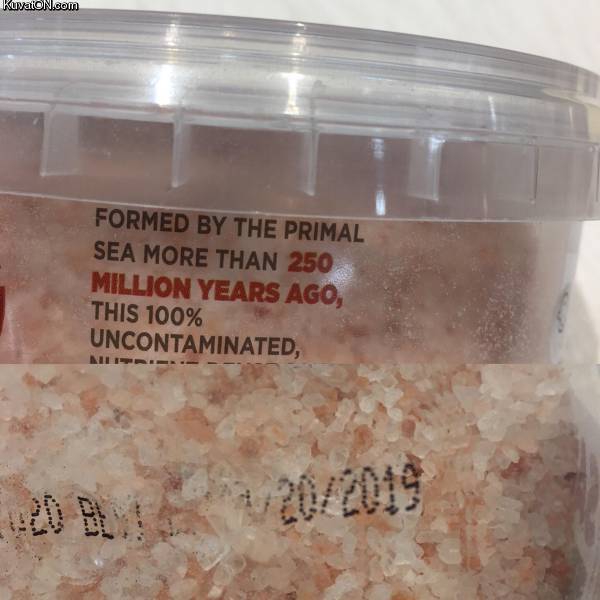 KuvatON.com
FORMED BY THE PRIMAL
SEA MORE THAN 250
MILLION YEARS AGO,
THIS 100%
UNCONTAMINATED,
20/2019